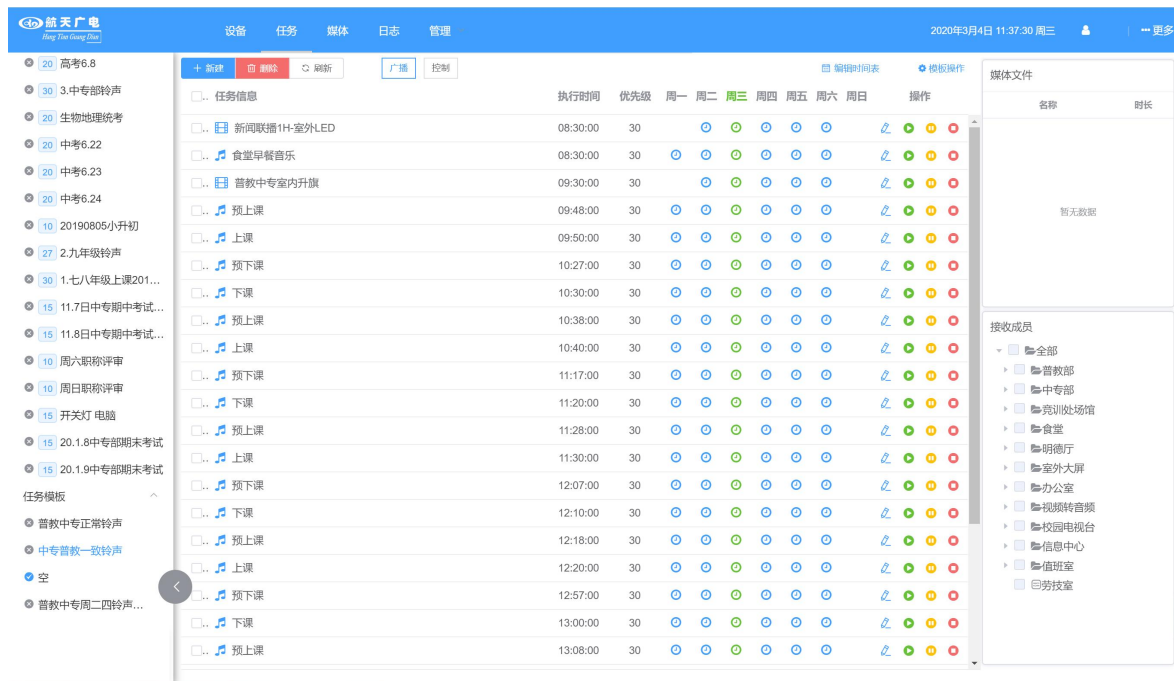 航天广电
Hang Tian Guang Dian
设备 任务 媒体 日志 管理
2020年3月4日 11:37:30 周三
更多
20 高考6.8
30 3.中专部铃声
20 生物地理统考
20 中考6.22
20 中考6.23
20 中考6.24
10 20190805小升初
27 2.九年级铃声
30 1.七八年级上课201...
15 11.7日中专期中考试...
15 11.8日中专期中考试...
10 周六职称评审
10 周日职称评审
15 开关灯 电脑
15 20.1.8中专部期末考试
15 20.1.9中专部期末考试
任务模板
普教中专正常铃声
中专普教一致铃声
空
普教中专周二四铃声...
+ 新建 删除 刷新 广播 控制 编辑时间表 模板操作
任务信息 执行时间 优先级 周一 周二 周三 周四 周五 周六 周日 操作
新闻联播1H-室外LED 08:30:00 30
食堂早餐音乐 08:30:00 30
普教中专室内升旗 09:30:00 30
预上课 09:48:00 30
上课 09:50:00 30
预下课 10:27:00 30
下课 10:30:00 30
预上课 10:38:00 30
上课 10:40:00 30
预下课 11:17:00 30
下课 11:20:00 30
预上课 11:28:00 30
上课 11:30:00 30
预下课 12:07:00 30
下课 12:10:00 30
预上课 12:18:00 30
上课 12:20:00 30
预下课 12:57:00 30
下课 13:00:00 30
预上课 13:08:00 30
媒体文件
名称 时长
暂无数据
接收成员
全部
普教部
中专部
竞训处场馆
食堂
明德厅
室外大屏
办公室
视频转音频
校园电视台
信息中心
值班室
劳技室